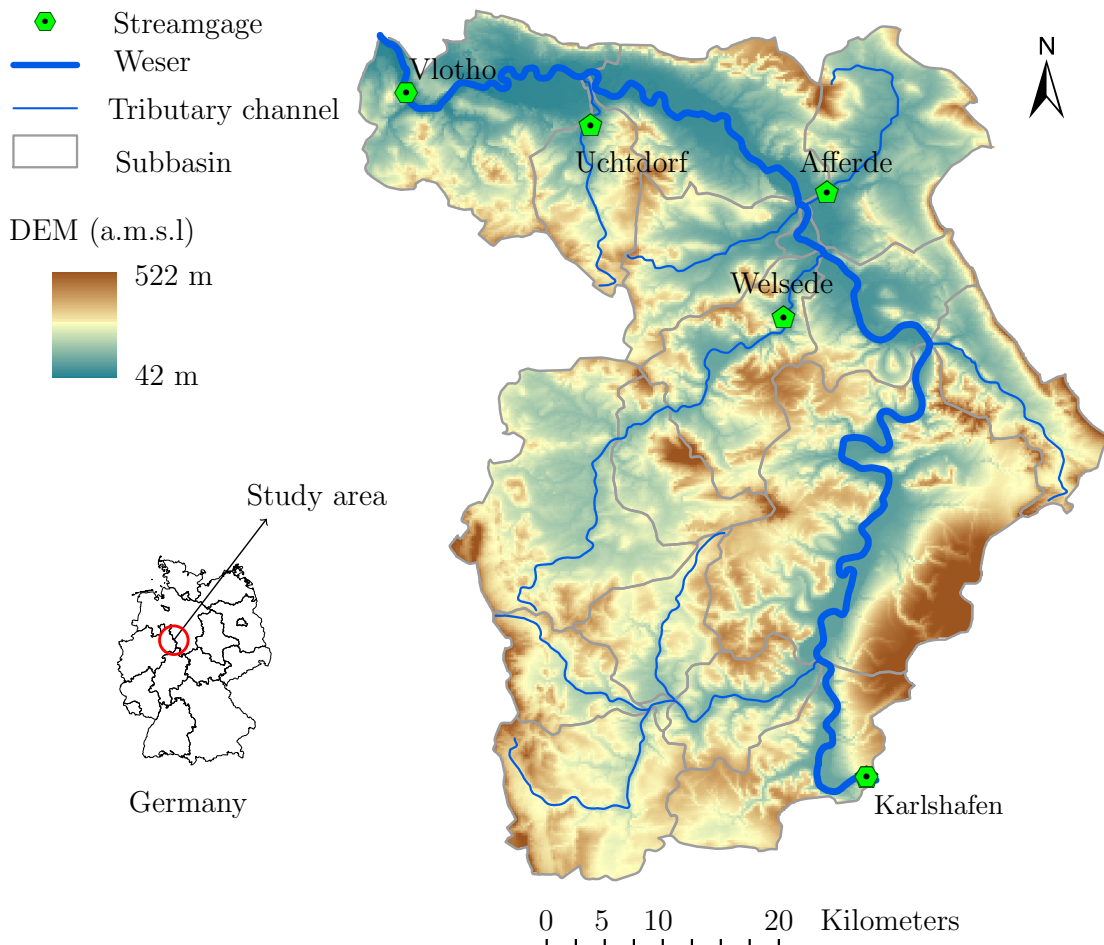 Streamgage
Weser
Tributary channel
Subbasin
DEM (a.m.s.l)
522 m
42 m
Study area
Germany
Vlotho
Uchtdorf
Afferde
Welsede
Karlshafen
N
0 5 10 20 Kilometers